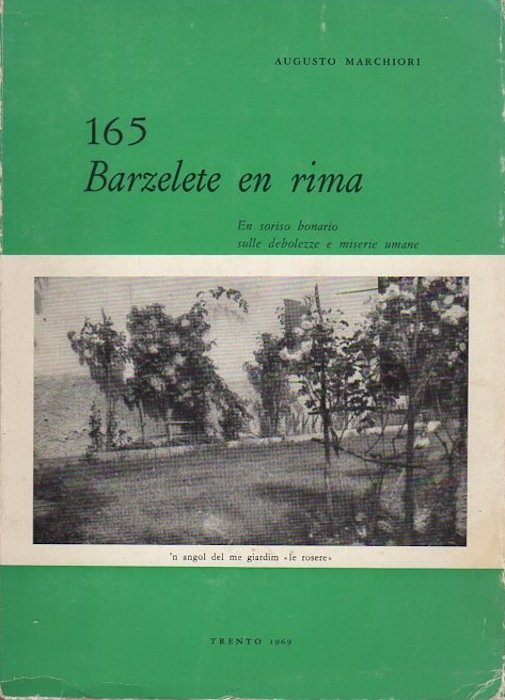 AUGUSTO MARCHIORI
165
Barzelete en rima
En soriso bonario
sulle debolezze e miserie umane
'n angol del me giardim «le rosere»
TRENTO 1969